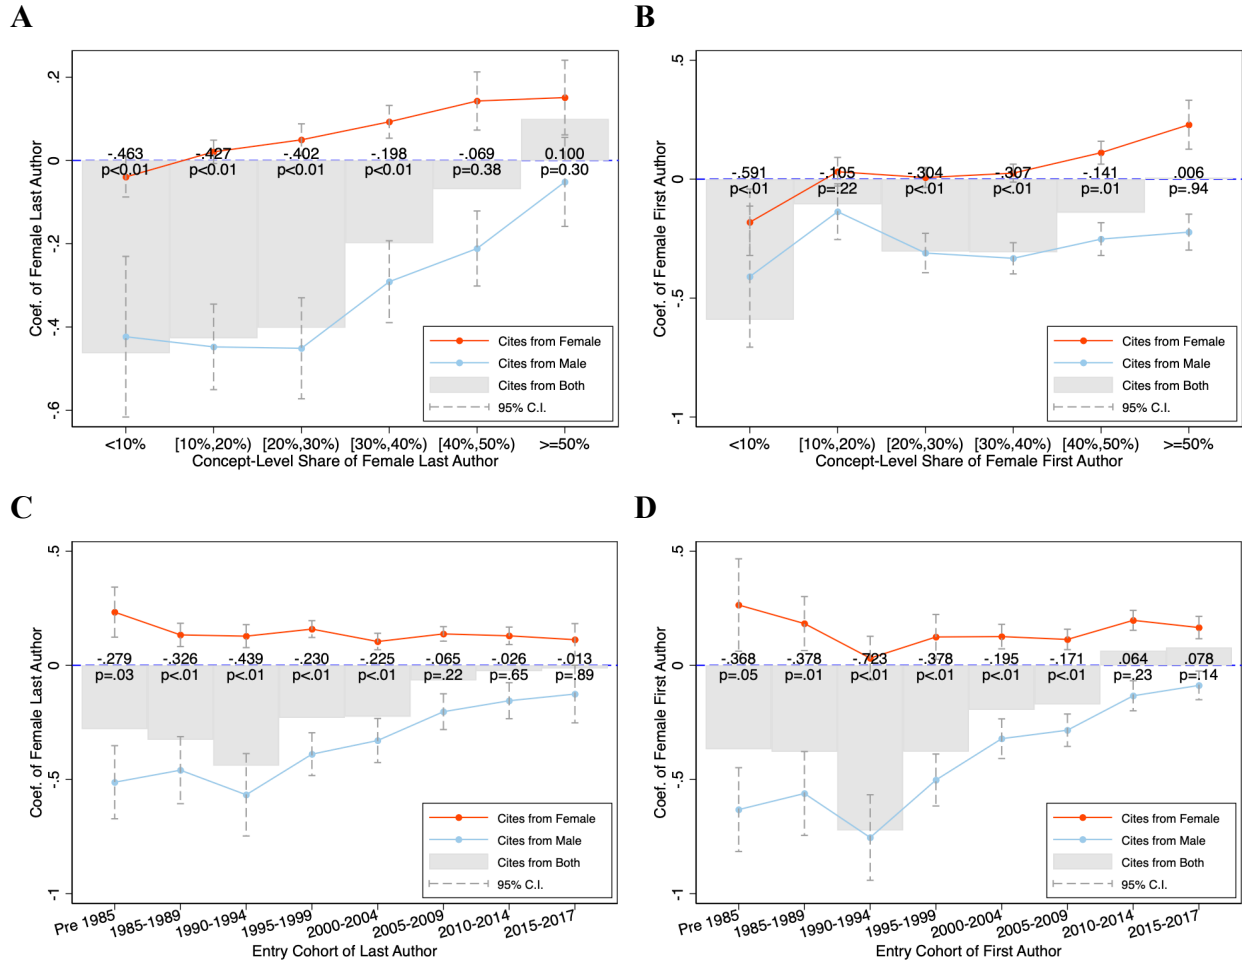 A
Coef. of Female Last Author
.2
0
-.2
-.4
-.6
-.463 -.427 -.402 -.198 -.069 0.100
p<0.01 p<0.01 p<0.01 p<0.01 p=0.38 p=0.30
Cites from Female
Cites from Male
Cites from Both
95% C.I.
<10% [10%,20%) [20%,30%) [30%,40%) [40%,50%) >=50%
Concept-Level Share of Female Last Author
B
Coef. of Female First Author
.5
0
-.5
-1
-.591 -.105 -.304 -.307 -.141 .006
p<.01 p=.22 p<.01 p<.01 p=.01 p=.94
Cites from Female
Cites from Male
Cites from Both
95% C.I.
<10% [10%,20%) [20%,30%) [30%,40%) [40%,50%) >=50%
Concept-Level Share of Female First Author
C
Coef. of Female Last Author
.5
0
-.5
-1
-.279 -.326 -.439 -.230 -.225 -.065 -.026 -.013
p=.03 p<.01 p<.01 p<.01 p<.01 p=.22 p=.65 p=.89
Cites from Female
Cites from Male
Cites from Both
95% C.I.
Pre 1985 1985-1989 1990-1994 1995-1999 2000-2004 2005-2009 2010-2014 2015-2017
Entry Cohort of Last Author
D
Coef. of Female First Author
.5
0
-.5
-1
-.368 -.378 -.723 -.378 -.195 -.171 .064 .078
p=.05 p=.01 p<.01 p<.01 p<.01 p<.01 p=.23 p=.14
Cites from Female
Cites from Male
Cites from Both
95% C.I.
Pre 1985 1985-1989 1990-1994 1995-1999 2000-2004 2005-2009 2010-2014 2015-2017
Entry Cohort of First Author